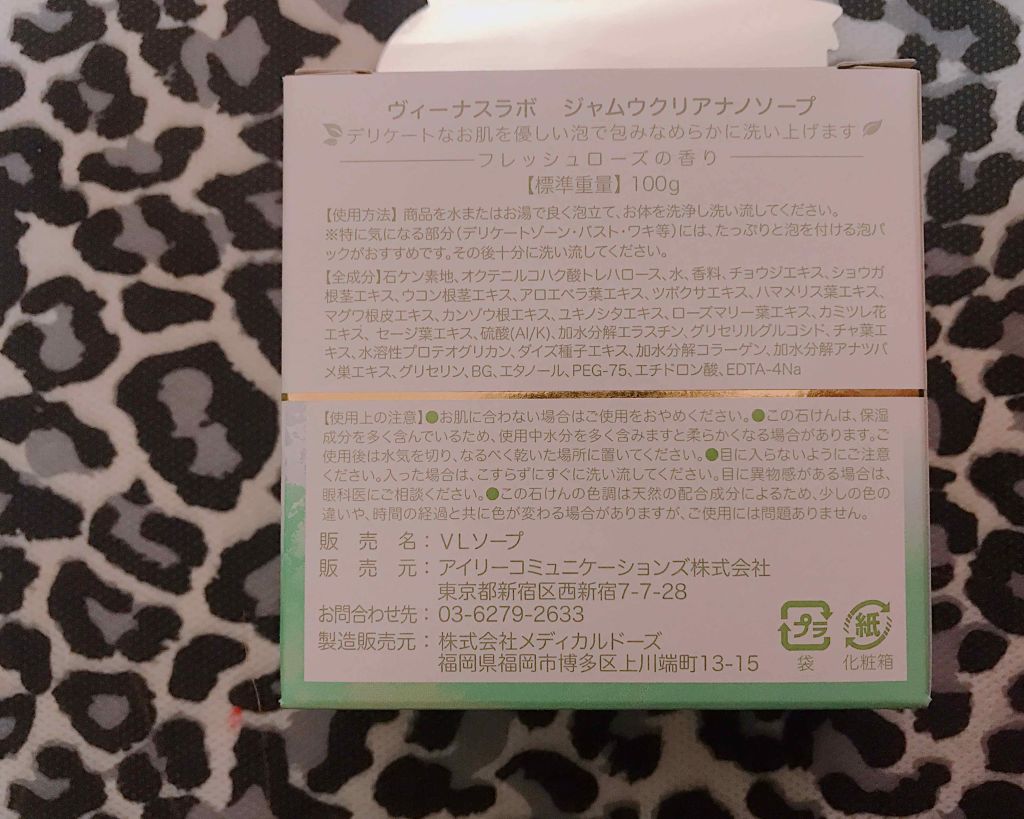 ヴィーナスラボ　ジャムウクリアナノソープ
デリケートなお肌を優しい泡で包みなめらかに洗い上げます
フレッシュローズの香り
【標準重量】100g
【使用方法】商品を水またはお湯で良く泡立て、お体を洗浄し洗い流してください。
※特に気になる部分(デリケートゾーン・バスト・ワキ等)には、たっぷりと泡を付ける泡パ
ックがおすすめです。その後十分に洗い流してください。
【全成分】石ケン素地、オクテニルコハク酸トレハロース、水、香料、チョウジエキス、ショウガ
根茎エキス、ウコン根茎エキス、アロエベラ葉エキス、ツボクサエキス、ハマメリス葉エキス、
マグワ根皮エキス、カンゾウ根エキス、ユキノシタエキス、ローズマリー葉エキス、カミツレ花
エキス、セージ葉エキス、硫酸(Al/K)、加水分解エラスチン、グリセリルグルコシド、チャ葉エ
キス、水溶性プロテオグリカン、ダイズ種子エキス、加水分解コラーゲン、加水分解アナツバ
メ巣エキス、グリセリン、BG、エタノール、PEG-75、エチドロン酸、EDTA-4Na
【使用上の注意】●お肌に合わない場合はご使用をおやめください。●この石けんは、保湿
成分を多く含んでいるため、使用中水分を多く含みますと柔らかくなる場合があります。ご
使用後は水気を切り、なるべく乾いた場所に置いてください。●目に入らないようにご注意
ください。入った場合は、こすらずにすぐに洗い流してください。目に異物感がある場合は、
眼科医にご相談ください。●この石けんの色調は天然の配合成分によるため、少しの色の
違いや、時間の経過と共に色が変わる場合がありますが、ご使用には問題ありません。
販　売　名：VLソープ
販　売　元：アイリーコミュニケーションズ株式会社
東京都新宿区西新宿7-7-28
お問合わせ先：03-6279-2633
製造販売元：株式会社メディカルドーズ
福岡県福岡市博多区上川端町13-15
プラ
袋
紙
化粧箱